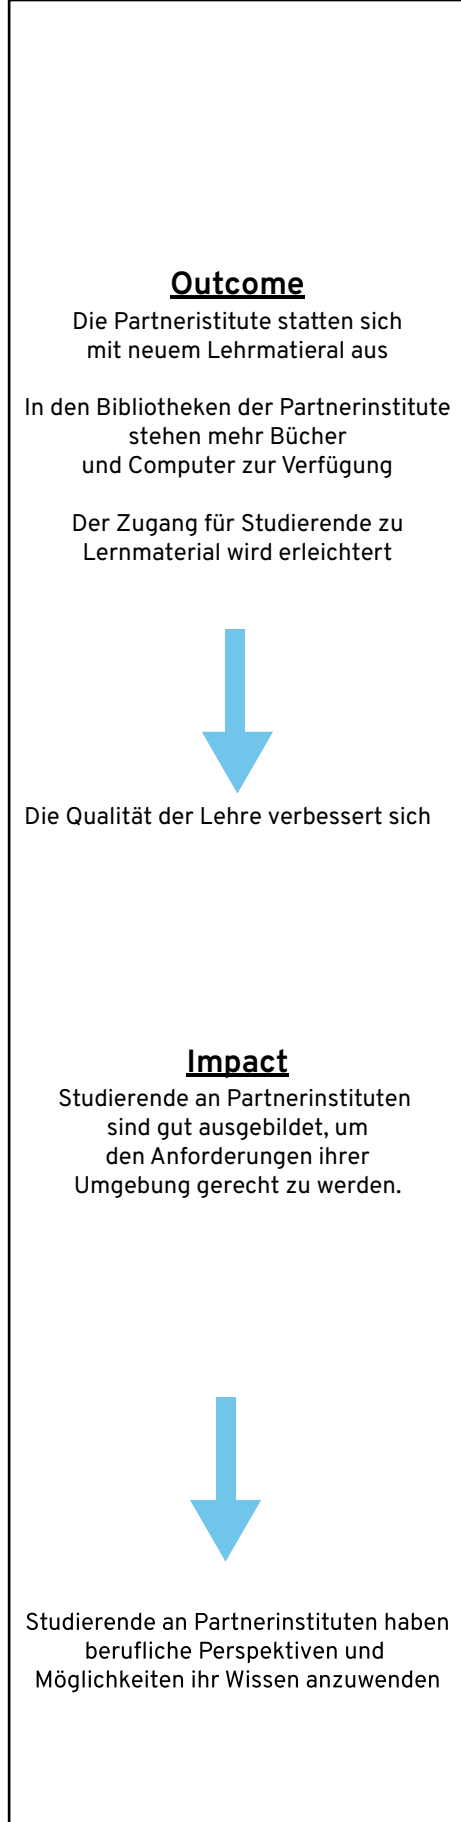 Outcome
Die Partneristitute statten sich
mit neuem Lehrmatieral aus
In den Bibliotheken der Partnerinstitute
stehen mehr Bücher
und Computer zur Verfügung
Der Zugang für Studierende zu
Lernmaterial wird erleichtert
Die Qualität der Lehre verbessert sich
Impact
Studierende an Partnerinstituten
sind gut ausgebildet, um
den Anforderungen ihrer
Umgebung gerecht zu werden.
Studierende an Partnerinstituten haben
berufliche Perspektiven und
Möglichkeiten ihr Wissen anzuwenden